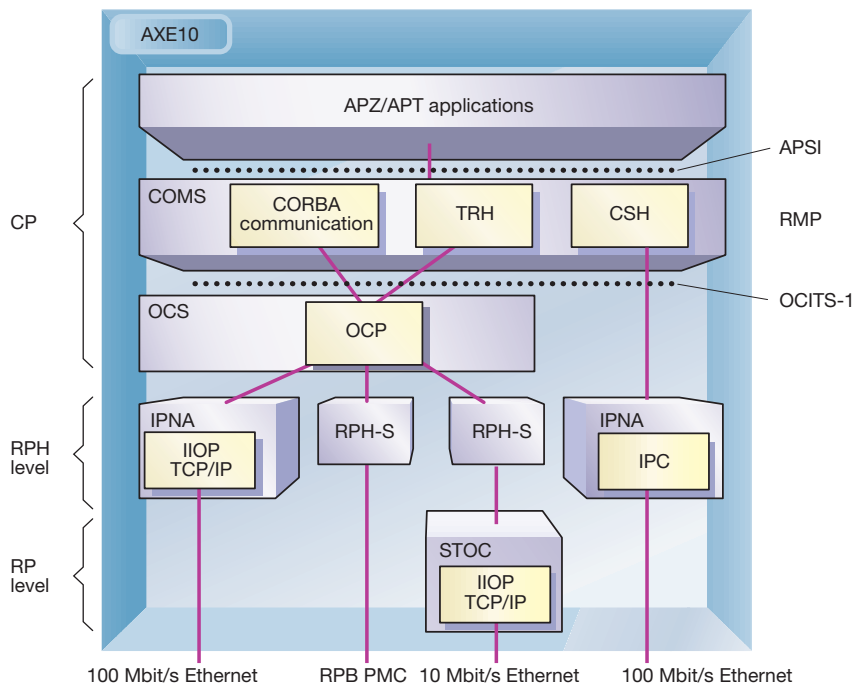 AXE10
APZ/APT applications
APSI
COMS
CORBA
communication
TRH
CSH
RMP
CP
OCITS-1
OCS
OCP
IPNA
IIOP
TCP/IP
RPH-S
RPH-S
IPNA
IPC
RPH
level
STOC
IIOP
TCP/IP
RP
level
100 Mbit/s Ethernet
RPB PMC
10 Mbit/s Ethernet
100 Mbit/s Ethernet